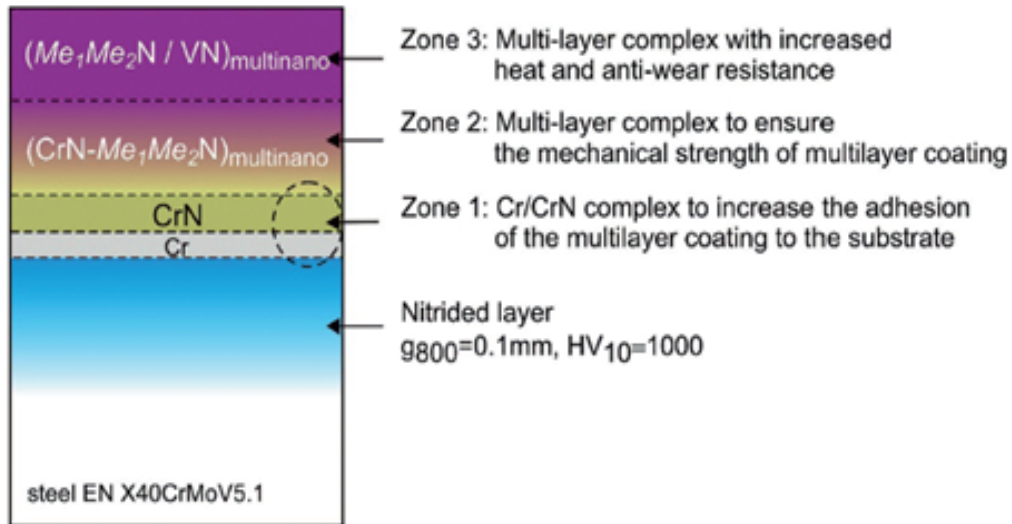 (Me₁Me₂N / VN)multinano
Zone 3: Multi-layer complex with increased
heat and anti-wear resistance
(CrN-Me₁Me₂N)multinano
Zone 2: Multi-layer complex to ensure
the mechanical strength of multilayer coating
CrN
Cr
Zone 1: Cr/CrN complex to increase the adhesion
of the multilayer coating to the substrate
Nitrided layer
g800=0.1mm, HV10=1000
steel EN X40CrMoV5.1